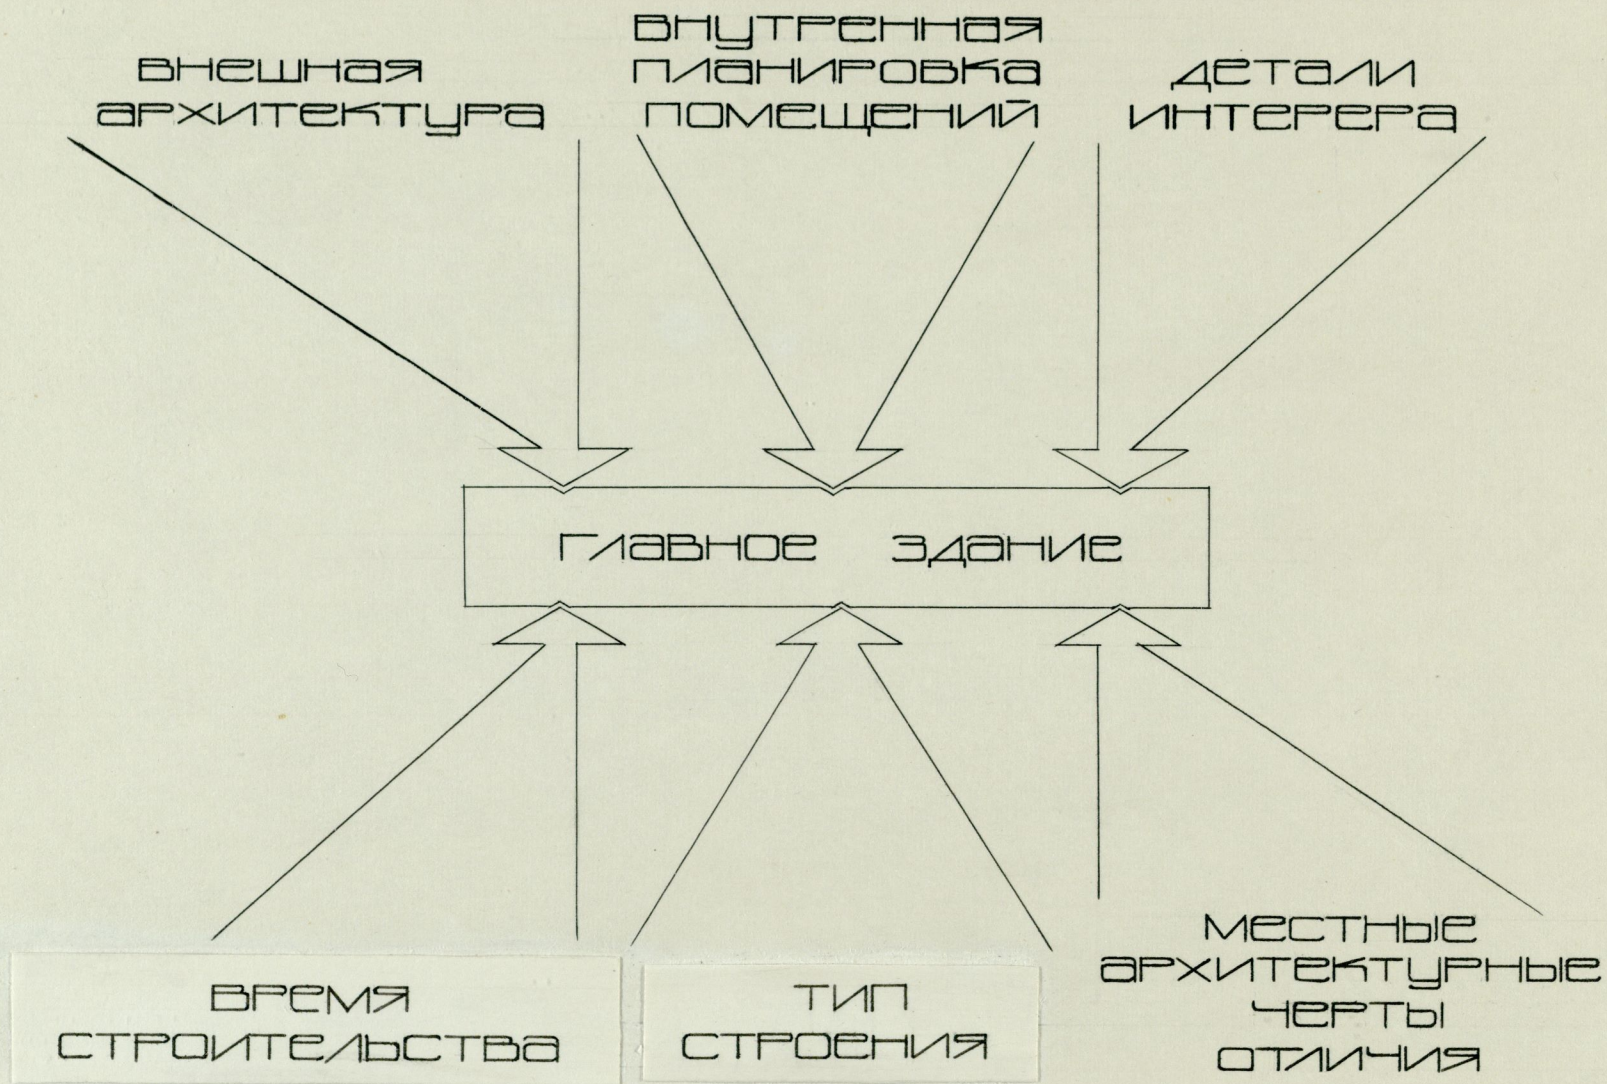 внешная
архитектура
внутренная
планировка
помещений
детали
интерера
главное здание
время
строительства
тип
строения
местные
архитектурные
черты
отличия